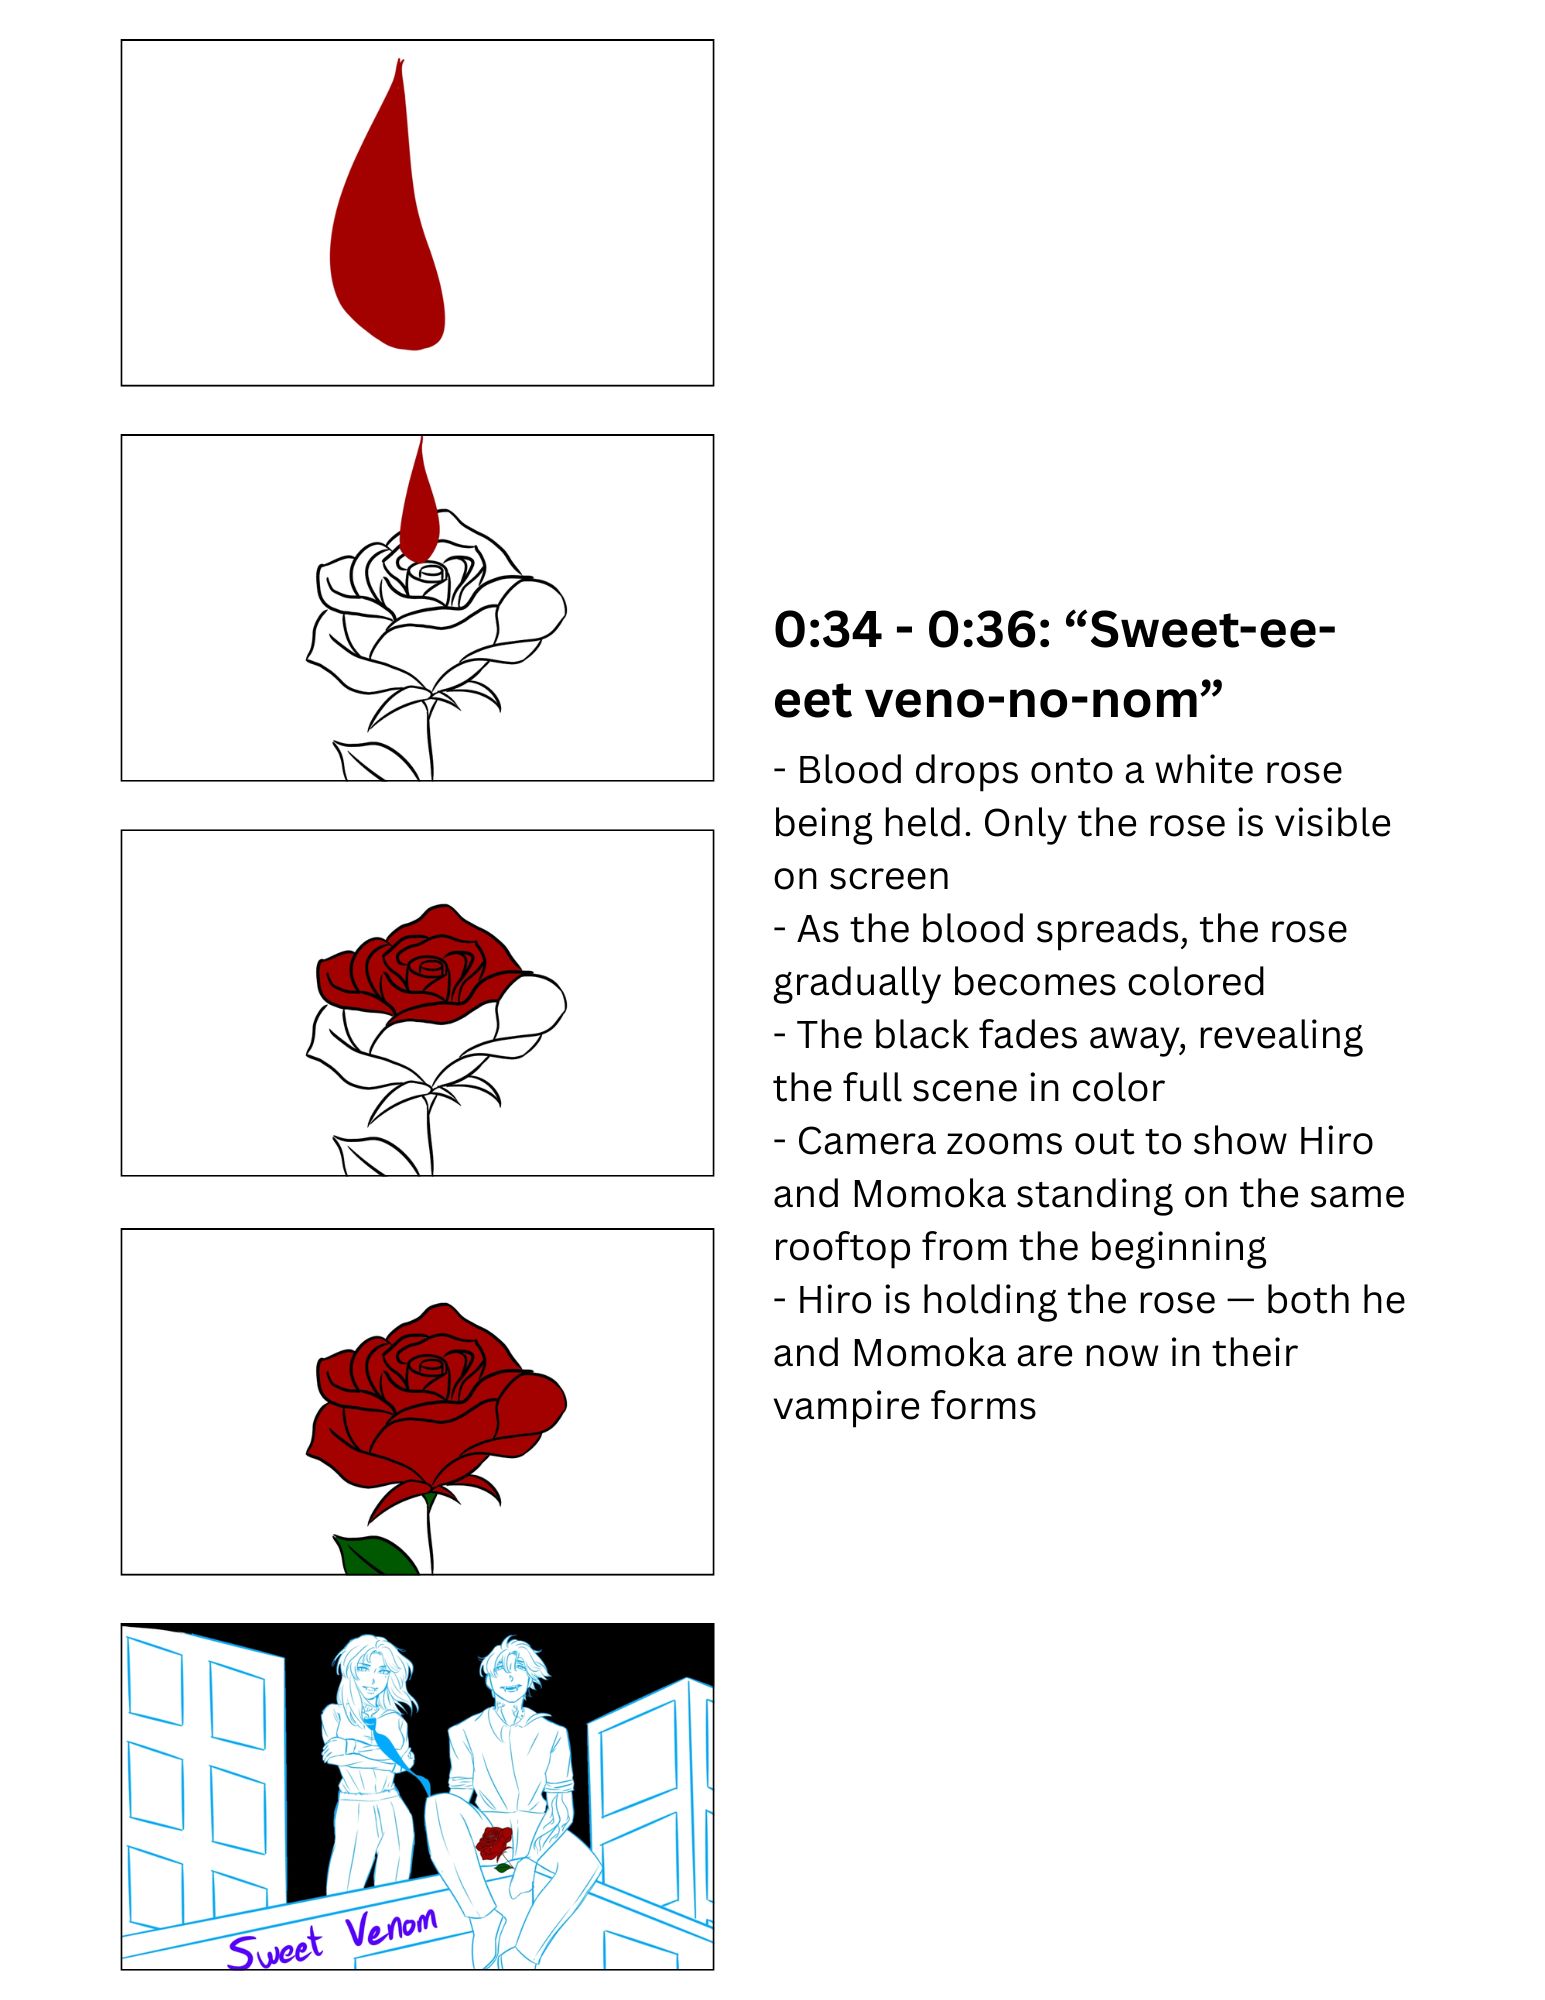 0:34 - 0:36: “Sweet-ee-
eet veno-no-nom”
- Blood drops onto a white rose
being held. Only the rose is visible
on screen
- As the blood spreads, the rose
gradually becomes colored
- The black fades away, revealing
the full scene in color
- Camera zooms out to show Hiro
and Momoka standing on the same
rooftop from the beginning
- Hiro is holding the rose — both he
and Momoka are now in their
vampire forms
Sweet Venom